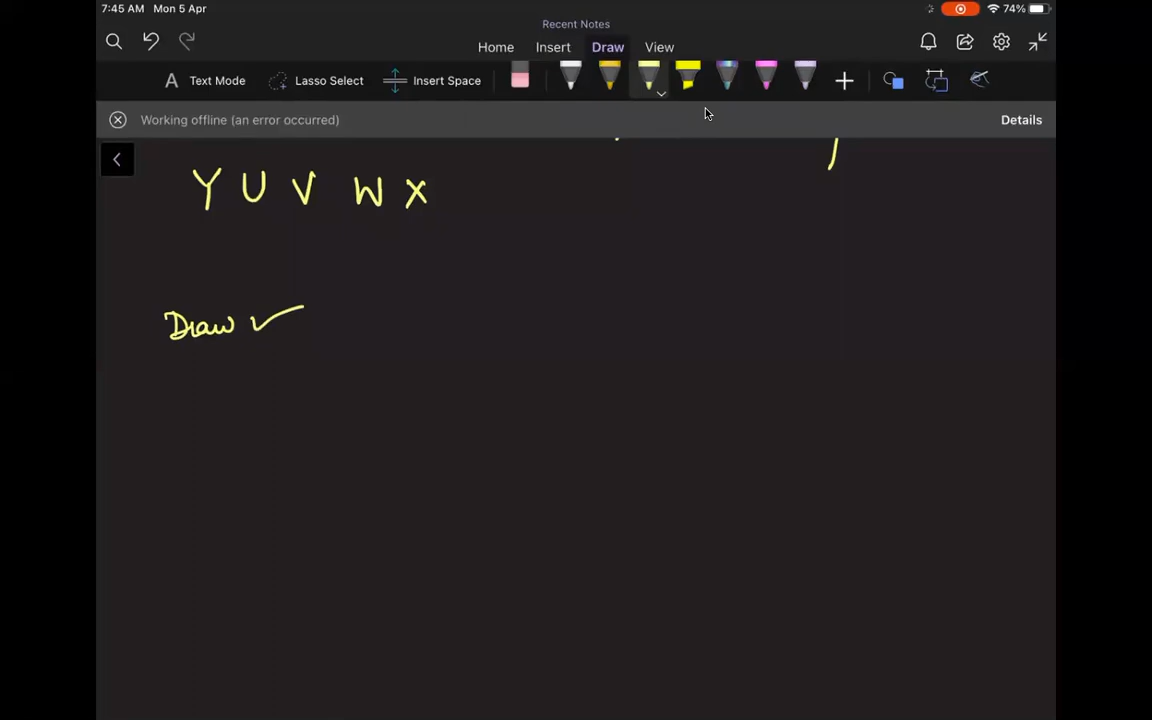 7:45 AM Mon 5 Apr
74%
Recent Notes
Home Insert Draw View
A Text Mode Lasso Select Insert Space
Working offline (an error occurred) Details
Y U V W X
Draw ✓